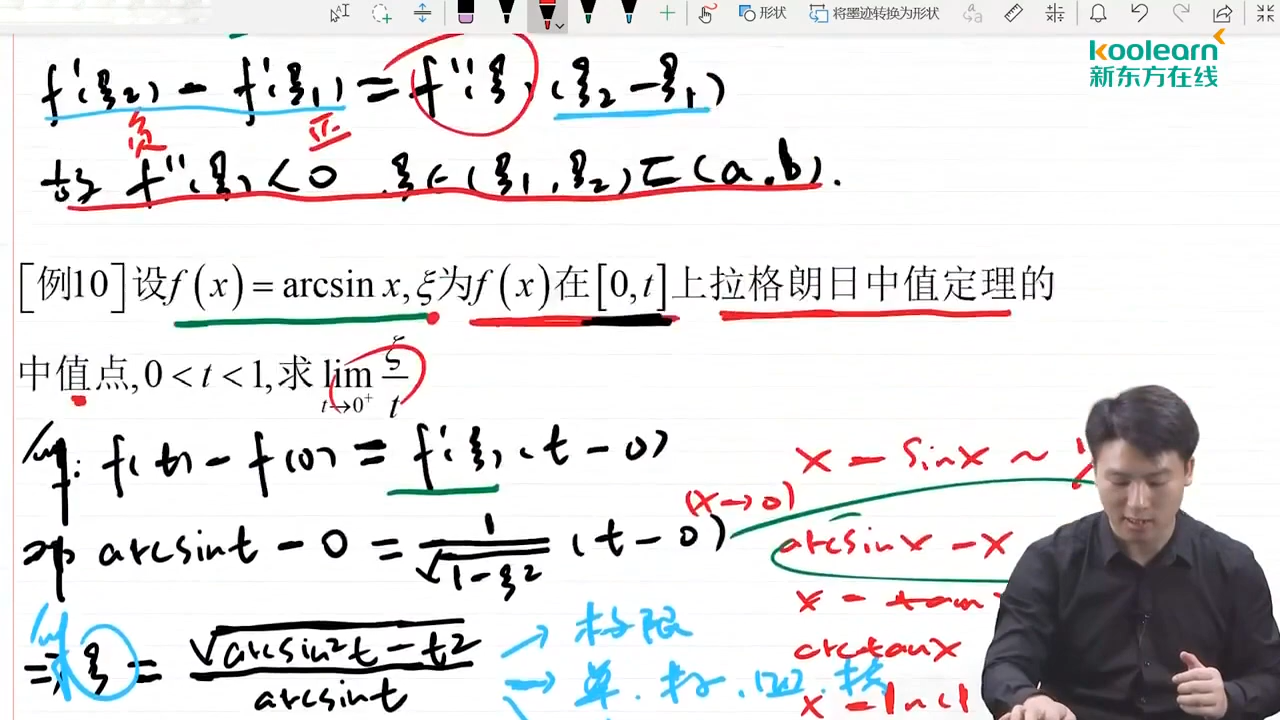 形状 将墨迹转换为形状
koolearn
新东方在线
f'(ξ₂) - f'(ξ₁) = f''(ξ)(ξ₂-ξ₁)
负 正
故 f''(ξ) < 0 ξ∈(ξ₁,ξ₂)⊂(a,b).
[例10]设f(x)=arcsin x,ξ为f(x)在[0,t]上拉格朗日中值定理的
中值点,0<t<1,求 lim t→0⁺ ξ/t
f(t) - f(0) = f'(ξ)(t-0)
即 arcsint - 0 = 1/√(1-ξ²) (t-0)
⇒ ξ = √(arcsin²t - t²)/arcsint
→ 极限
→ 单.极.凹.拐
x - sinx ~
(x→0)
arcsinx - x
x - tan
arctanx
x - ln(1